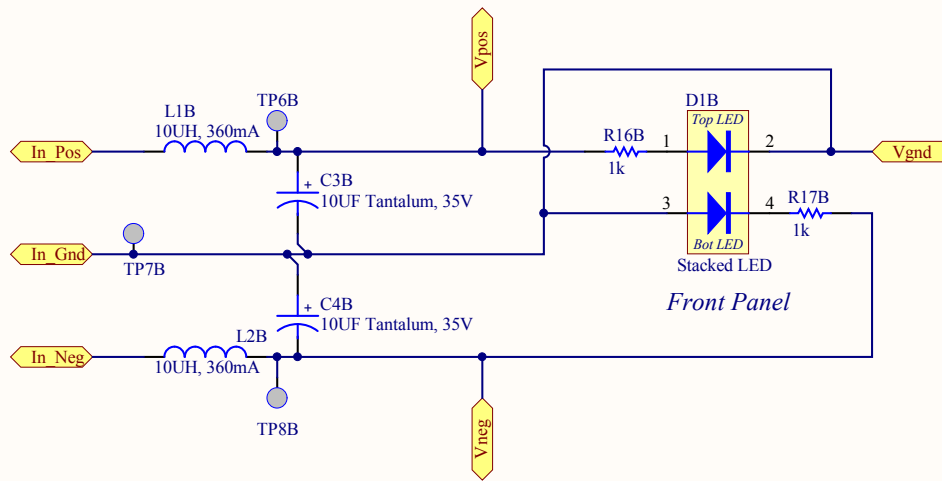 Vpos
D1B
TP6B
L1B
10UH, 360mA
Top LED
In_Pos
R16B
1
2
Vgnd
1k
+
C3B
10UF Tantalum, 35V
3
4
R17B
1k
In_Gnd
TP7B
Bot LED
Stacked LED
Front Panel
+
C4B
10UF Tantalum, 35V
L2B
In_Neg
10UH, 360mA
TP8B
Vneg